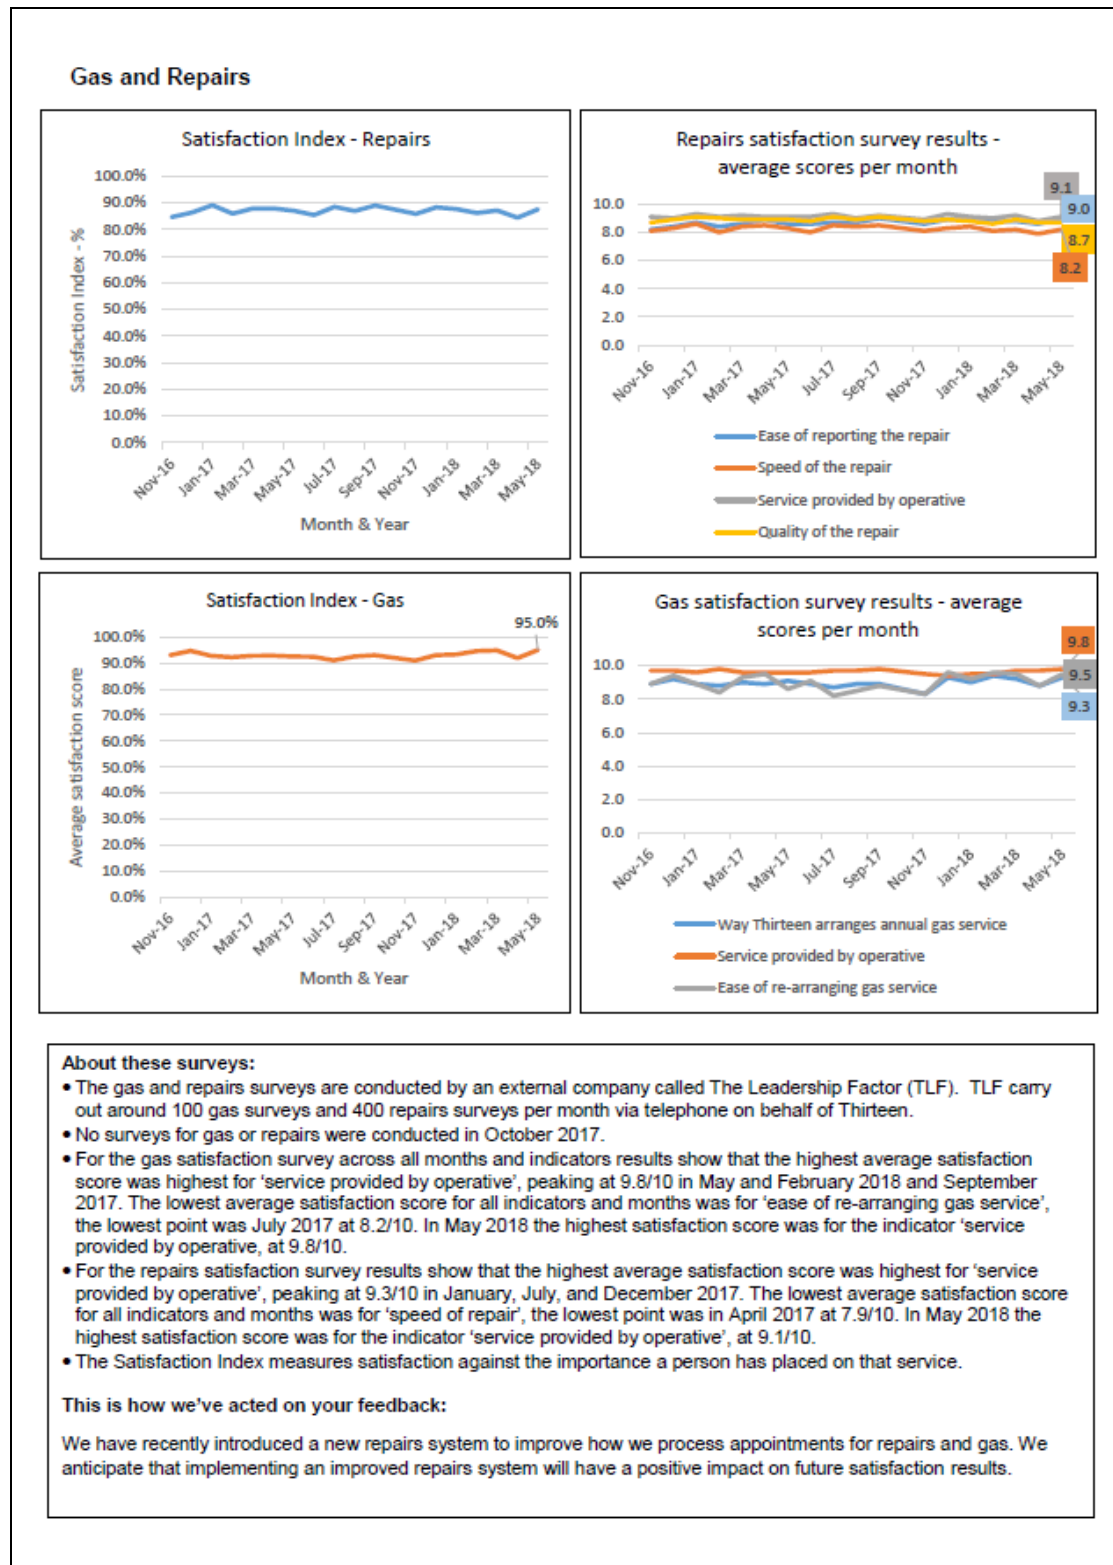 Gas and Repairs
Satisfaction Index - Repairs
100.0%
90.0%
80.0%
70.0%
60.0%
50.0%
40.0%
30.0%
20.0%
10.0%
0.0%
Satisfaction Index - %
Nov-16
Jan-17
Mar-17
May-17
Jul-17
Sep-17
Nov-17
Jan-18
Mar-18
May-18
Month & Year
Repairs satisfaction survey results -
average scores per month
9.1
9.0
8.7
8.2
10.0
8.0
6.0
4.0
2.0
0.0
Nov-16
Jan-17
Mar-17
May-17
Jul-17
Sep-17
Nov-17
Jan-18
Mar-18
May-18
Ease of reporting the repair
Speed of the repair
Service provided by operative
Quality of the repair
Satisfaction Index - Gas
95.0%
100.0%
90.0%
80.0%
70.0%
60.0%
50.0%
40.0%
30.0%
20.0%
10.0%
0.0%
Average satisfaction score
Nov-16
Jan-17
Mar-17
May-17
Jul-17
Sep-17
Nov-17
Jan-18
Mar-18
May-18
Month & Year
Gas satisfaction survey results - average
scores per month
9.8
9.5
9.3
10.0
8.0
6.0
4.0
2.0
0.0
Nov-16
Jan-17
Mar-17
May-17
Jul-17
Sep-17
Nov-17
Jan-18
Mar-18
May-18
Way Thirteen arranges annual gas service
Service provided by operative
Ease of re-arranging gas service
About these surveys:
• The gas and repairs surveys are conducted by an external company called The Leadership Factor (TLF).  TLF carry
out around 100 gas surveys and 400 repairs surveys per month via telephone on behalf of Thirteen.
• No surveys for gas or repairs were conducted in October 2017.
• For the gas satisfaction survey across all months and indicators results show that the highest average satisfaction
score was highest for ‘service provided by operative’, peaking at 9.8/10 in May and February 2018 and September
2017. The lowest average satisfaction score for all indicators and months was for ‘ease of re-arranging gas service’,
the lowest point was July 2017 at 8.2/10. In May 2018 the highest satisfaction score was for the indicator ‘service
provided by operative, at 9.8/10.
• For the repairs satisfaction survey results show that the highest average satisfaction score was highest for ‘service
provided by operative’, peaking at 9.3/10 in January, July, and December 2017. The lowest average satisfaction score
for all indicators and months was for ‘speed of repair’, the lowest point was in April 2017 at 7.9/10. In May 2018 the
highest satisfaction score was for the indicator ‘service provided by operative’, at 9.1/10.
• The Satisfaction Index measures satisfaction against the importance a person has placed on that service.
This is how we’ve acted on your feedback:
We have recently introduced a new repairs system to improve how we process appointments for repairs and gas. We
anticipate that implementing an improved repairs system will have a positive impact on future satisfaction results.